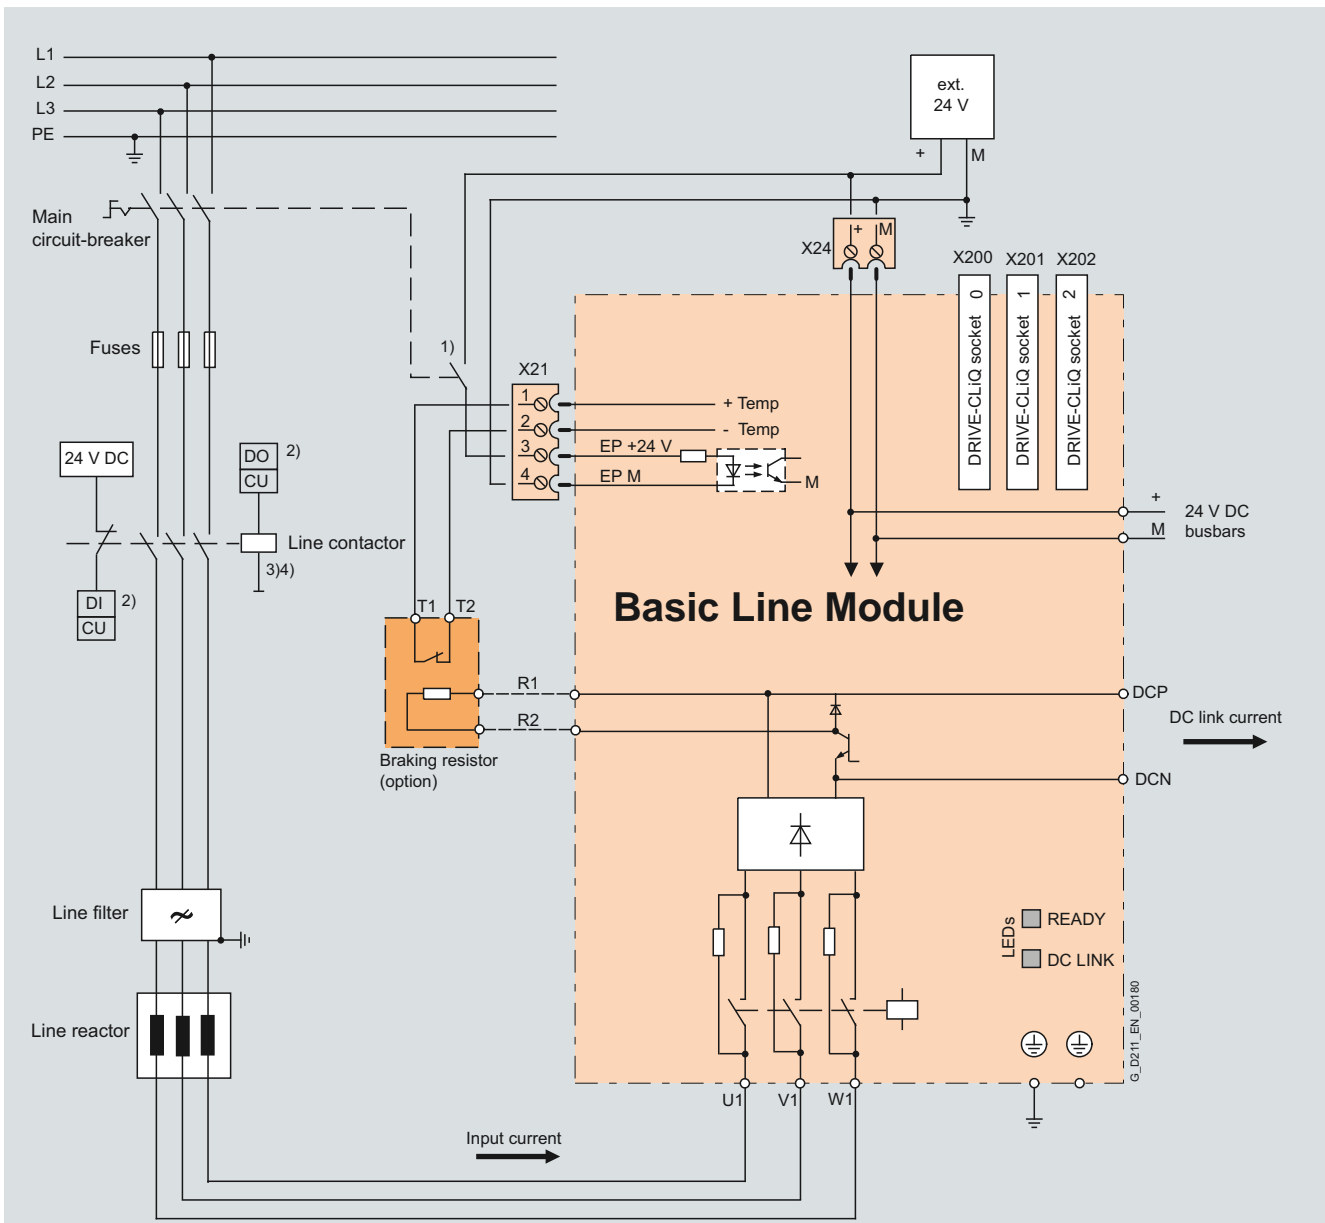 L1
L2
L3
PE
ext.
24 V
+
M
Main
circuit-breaker
X24
+
M
X200
X201
X202
DRIVE-CLiQ socket 0
DRIVE-CLiQ socket 1
DRIVE-CLiQ socket 2
Fuses
1)
X21
1
2
3
4
+ Temp
- Temp
EP +24 V
EP M
M
24 V DC
DO
CU
2)
Line contactor
3)4)
DI
CU
2)
+
M
24 V DC
busbars
Basic Line Module
T1
T2
R1
R2
Braking resistor
(option)
DCP
DC link current
DCN
Line filter
Line reactor
LEDs
READY
DC LINK
G_D211_EN_00180
U1
V1
W1
Input current